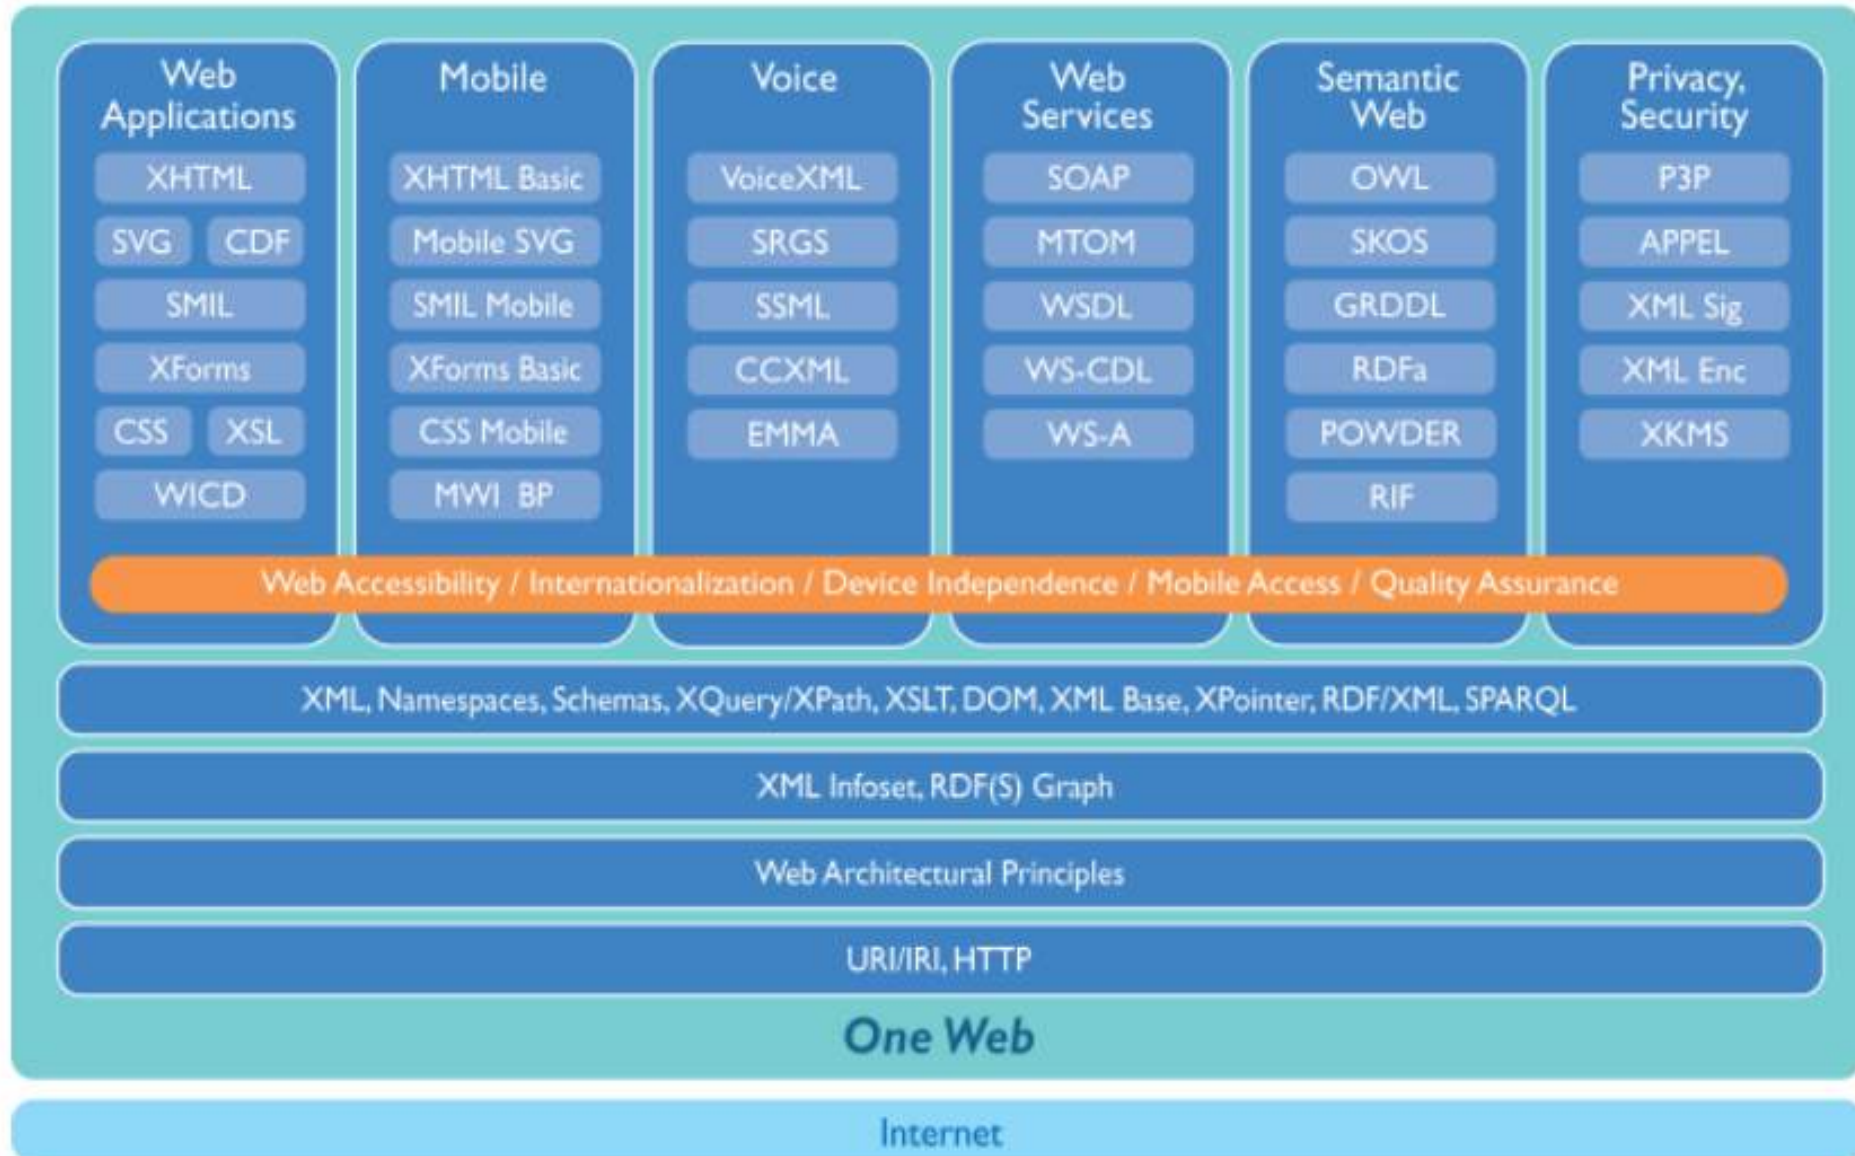 Web
Applications
XHTML
SVG CDF
SMIL
XForms
CSS XSL
WICD
Mobile
XHTML Basic
Mobile SVG
SMIL Mobile
XForms Basic
CSS Mobile
MWI BP
Voice
VoiceXML
SRGS
SSML
CCXML
EMMA
Web
Services
SOAP
MTOM
WSDL
WS-CDL
WS-A
Semantic
Web
OWL
SKOS
GRDDL
RDFa
POWDER
RIF
Privacy,
Security
P3P
APPEL
XML Sig
XML Enc
XKMS
Web Accessibility / Internationalization / Device Independence / Mobile Access / Quality Assurance
XML, Namespaces, Schemas, XQuery/XPath, XSLT, DOM, XML Base, XPointer, RDF/XML, SPARQL
XML Infoset, RDF(S) Graph
Web Architectural Principles
URI/IRI, HTTP
One Web
Internet